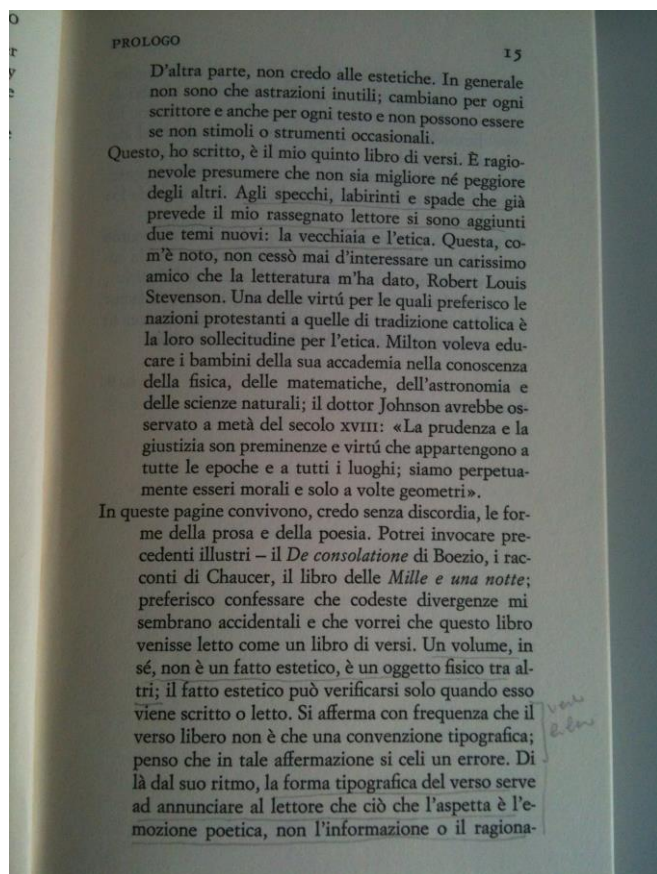 PROLOGO 15
D'altra parte, non credo alle estetiche. In generale
non sono che astrazioni inutili; cambiano per ogni
scrittore e anche per ogni testo e non possono essere
se non stimoli o strumenti occasionali.
Questo, ho scritto, è il mio quinto libro di versi. È ragio-
nevole presumere che non sia migliore né peggiore
degli altri. Agli specchi, labirinti e spade che già
prevede il mio rassegnato lettore si sono aggiunti
due temi nuovi: la vecchiaia e l'etica. Questa, co-
m'è noto, non cessò mai d'interessare un carissimo
amico che la letteratura m'ha dato, Robert Louis
Stevenson. Una delle virtú per le quali preferisco le
nazioni protestanti a quelle di tradizione cattolica è
la loro sollecitudine per l'etica. Milton voleva edu-
care i bambini della sua accademia nella conoscenza
della fisica, delle matematiche, dell'astronomia e
delle scienze naturali; il dottor Johnson avrebbe os-
servato a metà del secolo XVIII: «La prudenza e la
giustizia son preminenze e virtú che appartengono a
tutte le epoche e a tutti i luoghi; siamo perpetua-
mente esseri morali e solo a volte geometri».
In queste pagine convivono, credo senza discordia, le for-
me della prosa e della poesia. Potrei invocare pre-
cedenti illustri – il De consolatione di Boezio, i rac-
conti di Chaucer, il libro delle Mille e una notte;
preferisco confessare che codeste divergenze mi
sembrano accidentali e che vorrei che questo libro
venisse letto come un libro di versi. Un volume, in
sé, non è un fatto estetico, è un oggetto fisico tra al-
tri; il fatto estetico può verificarsi solo quando esso
viene scritto o letto. Si afferma con frequenza che il
verso libero non è che una convenzione tipografica;
penso che in tale affermazione si celi un errore. Di
là dal suo ritmo, la forma tipografica del verso serve
ad annunciare al lettore che ciò che l'aspetta è l'e-
mozione poetica, non l'informazione o il ragiona-